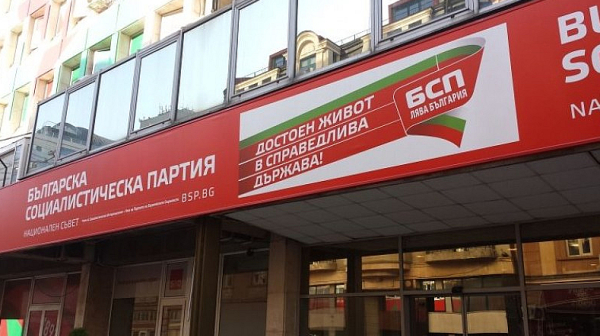 БЪЛГАРСКА
СОЦИАЛИСТИЧЕСКА ПАРТИЯ
НАЦИОНАЛЕН СЪВЕТ
BSP.BG
ДОСТОЕН ЖИВОТ
В СПРАВЕДЛИВА
ДЪРЖАВА!
БСП
ЛЯВА БЪЛГАРИЯ
BU
SO
NA